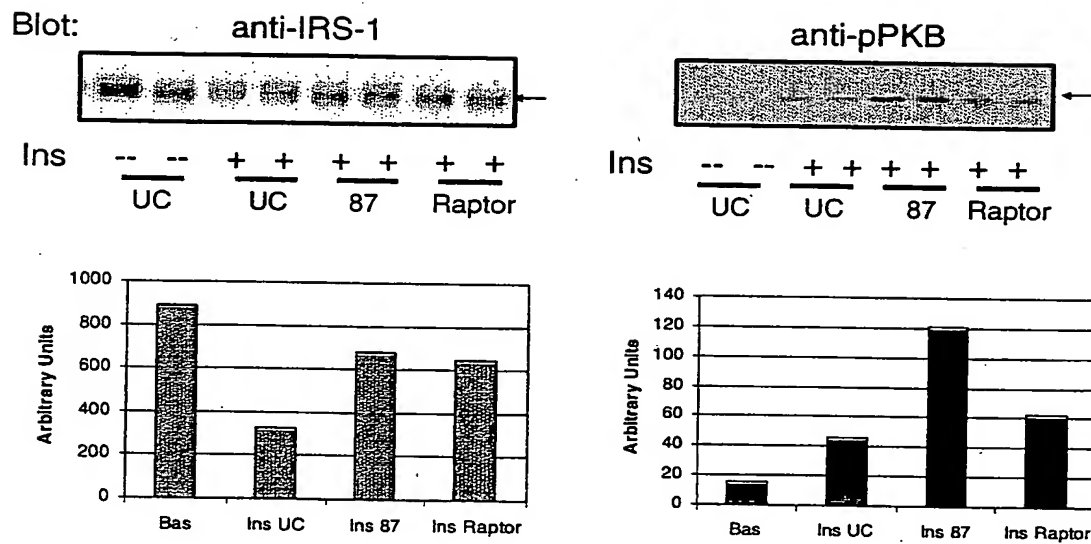 Blot: anti-IRS-1
Ins -- -- + + + + + +
UC UC 87 Raptor
1000
800
600
400
200
0
Arbitrary Units
Bas Ins UC Ins 87 Ins Raptor
anti-pPKB
Ins -- -- + + + + + +
UC UC 87 Raptor
140
120
100
80
60
40
20
0
Arbitrary Units
Bas Ins UC Ins 87 Ins Raptor